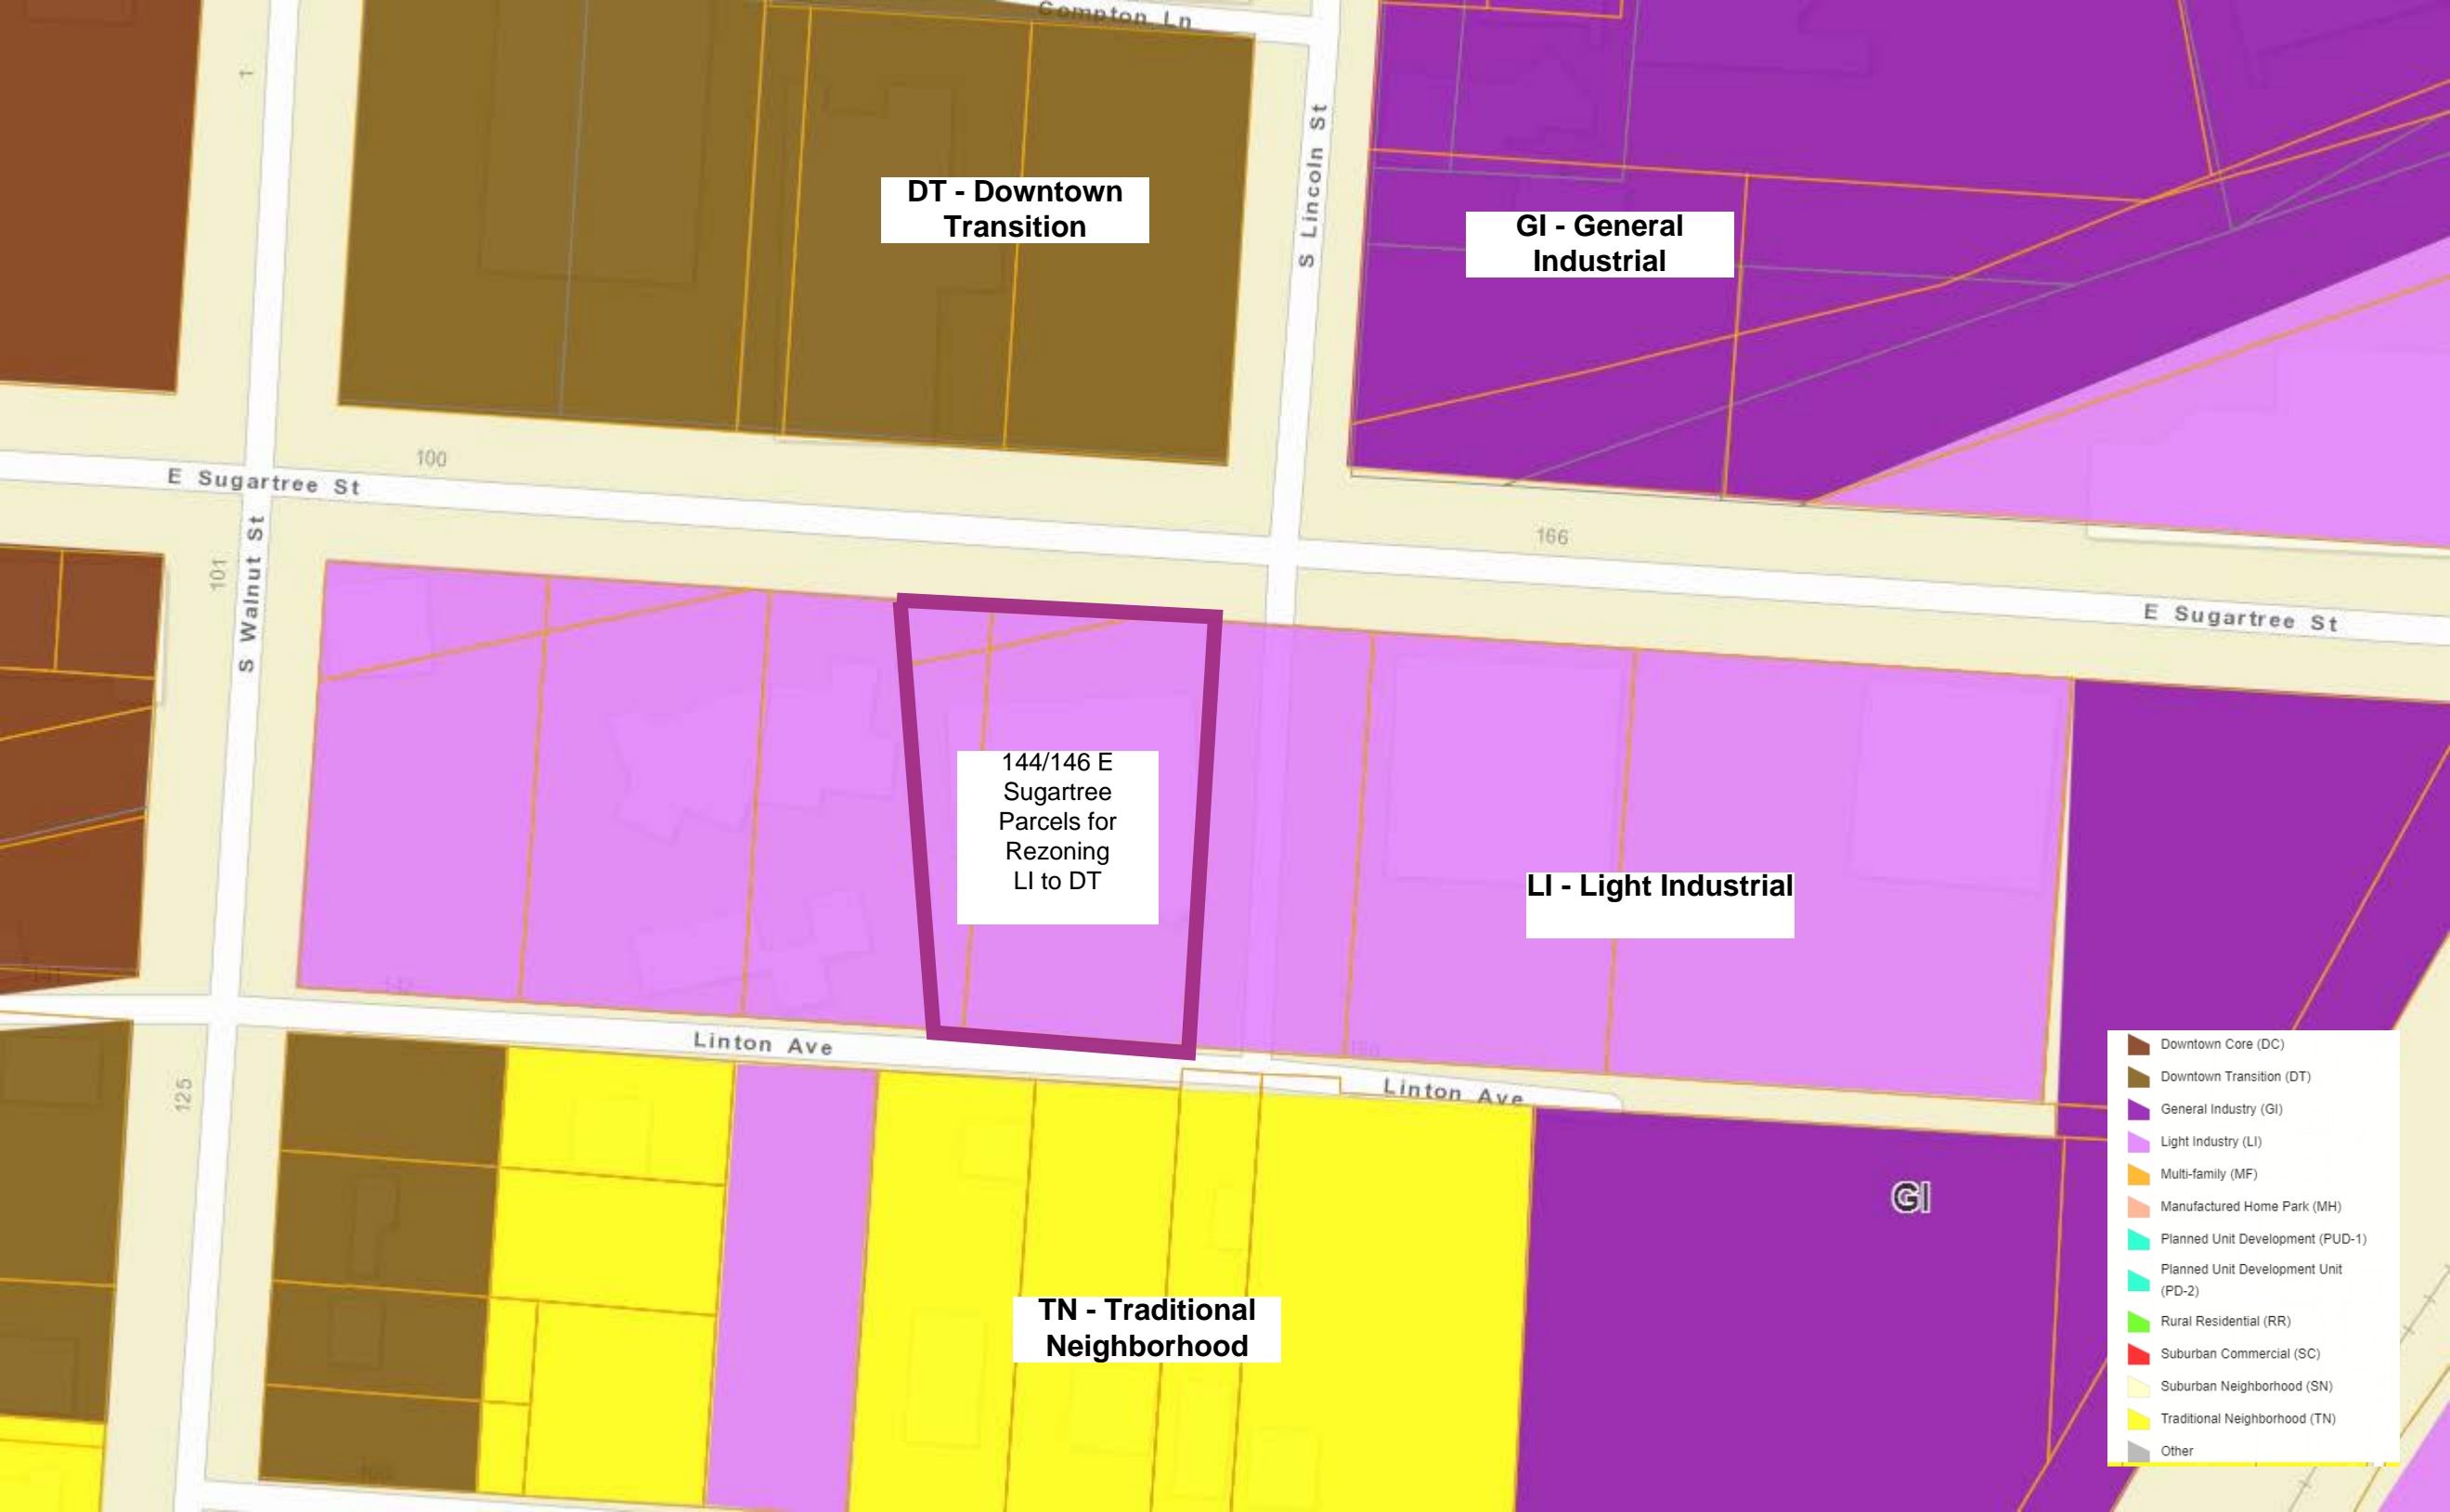 Compton Ln
1
S Lincoln St
DT - Downtown
Transition
GI - General
Industrial
100
E Sugartree St
S Walnut St
101
166
E Sugartree St
144/146 E
Sugartree
Parcels for
Rezoning
LI to DT
LI - Light Industrial
Linton Ave
Linton Ave
125
GI
TN - Traditional
Neighborhood
Downtown Core (DC)
Downtown Transition (DT)
General Industry (GI)
Light Industry (LI)
Multi-family (MF)
Manufactured Home Park (MH)
Planned Unit Development (PUD-1)
Planned Unit Development Unit
(PD-2)
Rural Residential (RR)
Suburban Commercial (SC)
Suburban Neighborhood (SN)
Traditional Neighborhood (TN)
Other